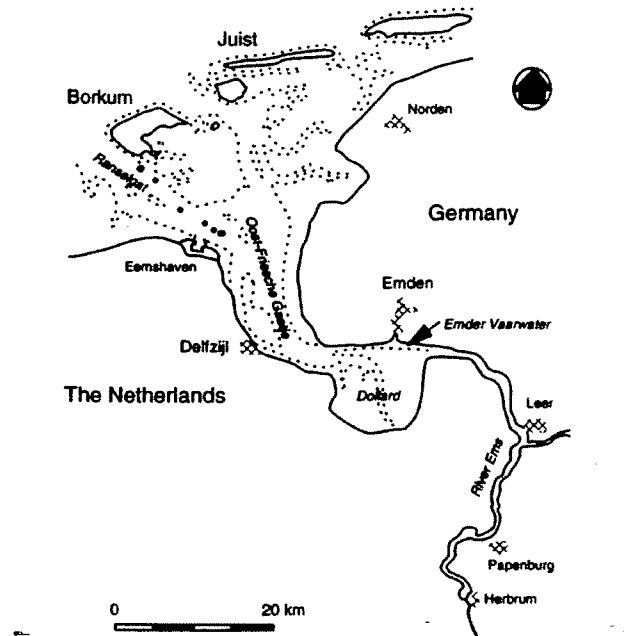 Juist
Borkum
Norden
Ranselgat
Germany
Oost-Friesche Gaatje
Eemshaven
Emden
Emder Vaarwater
Delfzijl
The Netherlands
Dollard
Leer
River Ems
Papenburg
Herbrum
0 20 km